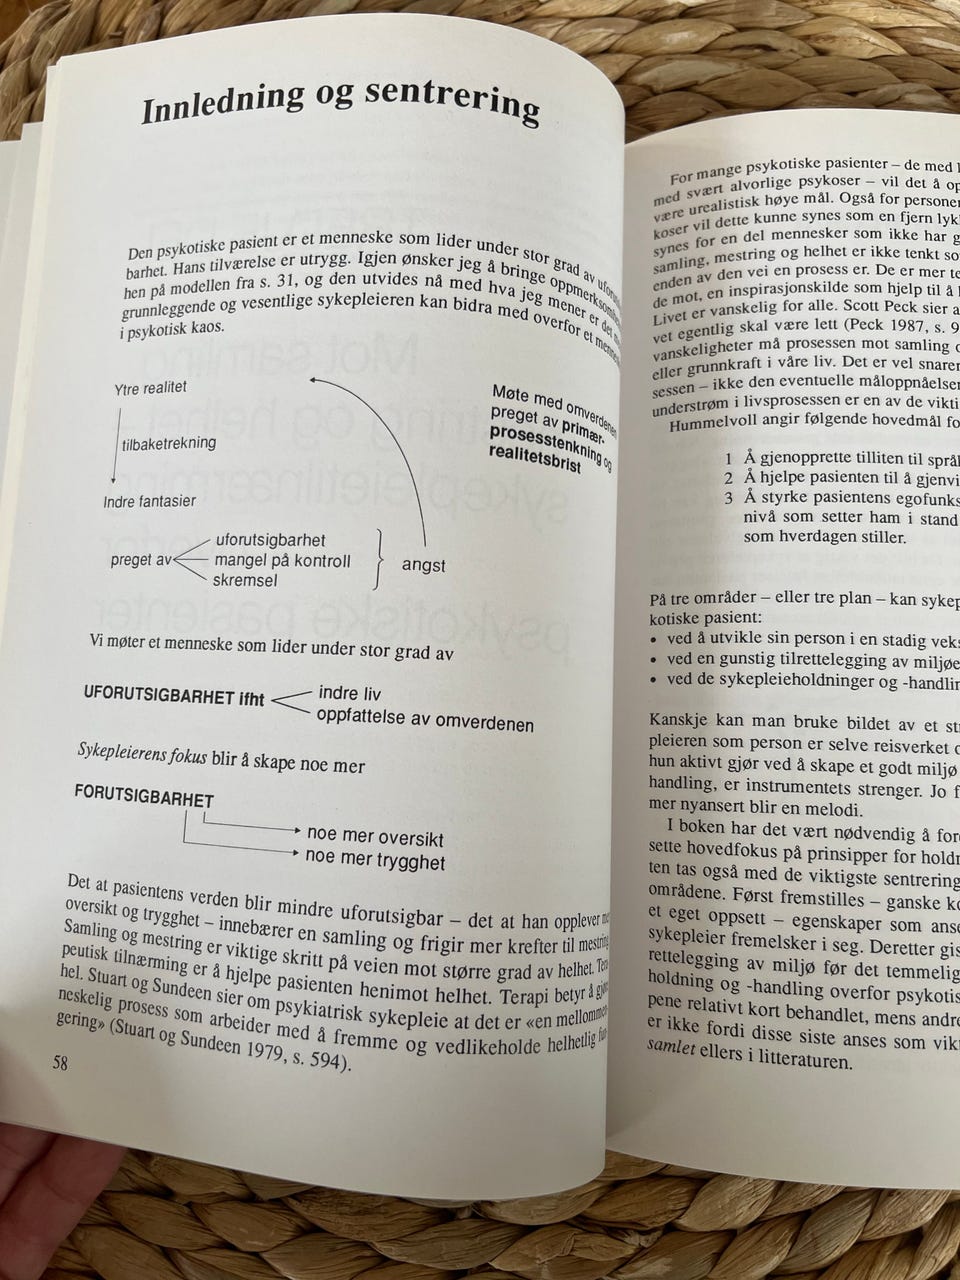 Innledning og sentrering
Den psykotiske pasient er et menneske som lider under stor grad av
barhet. Hans tilværelse er utrygg. Igjen ønsker jeg å bringe
hen på modellen fra s. 31, og den utvides nå med hva jeg mener er det
grunnleggende og vesentlige sykepleieren kan bidra med overfor et
i psykotisk kaos.
Ytre realitet
tilbaketrekning
Indre fantasier
Møte med omverdenen
preget av primær-
prosesstenkning og
realitetsbrist
preget av
uforutsigbarhet
mangel på kontroll
skremsel
angst
Vi møter et menneske som lider under stor grad av
UFORUTSIGBARHET ifht
indre liv
oppfattelse av omverdenen
Sykepleierens fokus blir å skape noe mer
FORUTSIGBARHET
noe mer oversikt
noe mer trygghet
Det at pasientens verden blir mindre uforutsigbar – det at han opplever
oversikt og trygghet – innebærer en samling og frigir mer krefter til mestring
Samling og mestring er viktige skritt på veien mot større grad av helhet.
peutisk tilnærming er å hjelpe pasienten henimot helhet. Terapi betyr å
hel. Stuart og Sundeen sier om psykiatrisk sykepleie at det er «en
neskelig prosess som arbeider med å fremme og vedlikeholde helhetlig
gering» (Stuart og Sundeen 1979, s. 594).
58
For mange psykotiske pasienter – de med
med svært alvorlige psykoser – vil det å
være urealistisk høye mål. Også for
koser vil dette kunne synes som en fjern
synes for en del mennesker som ikke har
samling, mestring og helhet er ikke tenkt
enden av den vei en prosess er. De er mer
de mot, en inspirasjonskilde som hjelp til å
Livet er vanskelig for alle. Scott Peck sier
vet egentlig skal være lett (Peck 1987, s.
vanskeligheter må prosessen mot samling
eller grunnkraft i våre liv. Det er vel
sessen – ikke den eventuelle
understrøm i livsprosessen er en av de
Hummelvoll angir følgende hovedmål
1 Å gjenopprette tilliten til
2 Å hjelpe pasienten til å
3 Å styrke pasientens
nivå som setter ham i stand
som hverdagen stiller.
På tre områder – eller tre plan – kan
kotiske pasient:
• ved å utvikle sin person i en stadig
• ved en gunstig tilrettelegging av
• ved de sykepleieholdninger og
Kanskje kan man bruke bildet av et
pleieren som person er selve reisverket
hun aktivt gjør ved å skape et godt miljø
handling, er instrumentets strenger. Jo
mer nyansert blir en melodi.
I boken har det vært nødvendig å
sette hovedfokus på prinsipper for
ten tas også med de viktigste
områdene. Først fremstilles – ganske
et eget oppsett – egenskaper som
sykepleier fremelsker i seg. Deretter
rettelegging av miljø før det temmelig
holdning og -handling overfor
pene relativt kort behandlet, mens
er ikke fordi disse siste anses som
samlet ellers i litteraturen.